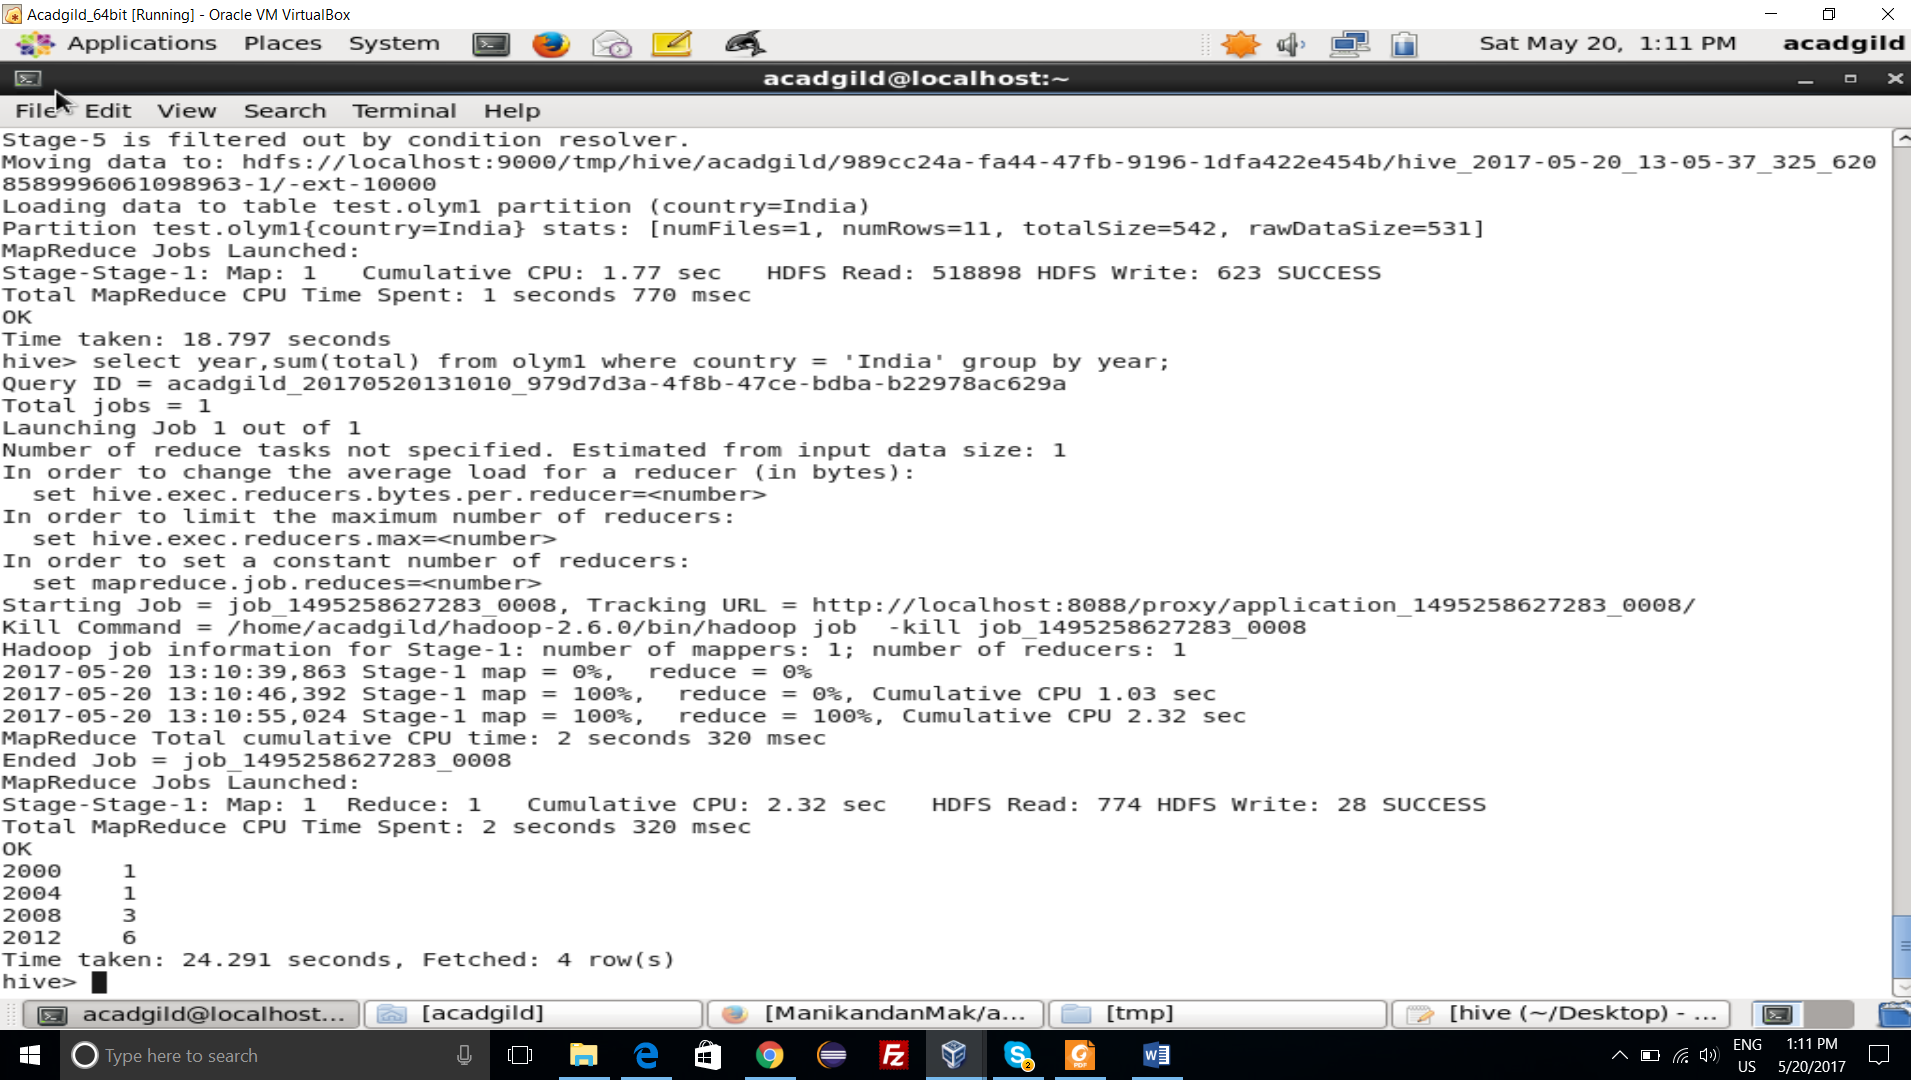 Acadgild_64bit [Running] - Oracle VM VirtualBox
Applications Places System Sat May 20, 1:11 PM acadgild
acadgild@localhost:~
File Edit View Search Terminal Help
Stage-5 is filtered out by condition resolver.
Moving data to: hdfs://localhost:9000/tmp/hive/acadgild/989cc24a-fa44-47fb-9196-1dfa422e454b/hive_2017-05-20_13-05-37_325_620
8589996061098963-1/-ext-10000
Loading data to table test.olym1 partition (country=India)
Partition test.olym1{country=India} stats: [numFiles=1, numRows=11, totalSize=542, rawDataSize=531]
MapReduce Jobs Launched:
Stage-Stage-1: Map: 1   Cumulative CPU: 1.77 sec   HDFS Read: 518898 HDFS Write: 623 SUCCESS
Total MapReduce CPU Time Spent: 1 seconds 770 msec
OK
Time taken: 18.797 seconds
hive> select year,sum(total) from olym1 where country = 'India' group by year;
Query ID = acadgild_20170520131010_979d7d3a-4f8b-47ce-bdba-b22978ac629a
Total jobs = 1
Launching Job 1 out of 1
Number of reduce tasks not specified. Estimated from input data size: 1
In order to change the average load for a reducer (in bytes):
  set hive.exec.reducers.bytes.per.reducer=<number>
In order to limit the maximum number of reducers:
  set hive.exec.reducers.max=<number>
In order to set a constant number of reducers:
  set mapreduce.job.reduces=<number>
Starting Job = job_1495258627283_0008, Tracking URL = http://localhost:8088/proxy/application_1495258627283_0008/
Kill Command = /home/acadgild/hadoop-2.6.0/bin/hadoop job  -kill job_1495258627283_0008
Hadoop job information for Stage-1: number of mappers: 1; number of reducers: 1
2017-05-20 13:10:39,863 Stage-1 map = 0%,  reduce = 0%
2017-05-20 13:10:46,392 Stage-1 map = 100%,  reduce = 0%, Cumulative CPU 1.03 sec
2017-05-20 13:10:55,024 Stage-1 map = 100%,  reduce = 100%, Cumulative CPU 2.32 sec
MapReduce Total cumulative CPU time: 2 seconds 320 msec
Ended Job = job_1495258627283_0008
MapReduce Jobs Launched:
Stage-Stage-1: Map: 1  Reduce: 1   Cumulative CPU: 2.32 sec   HDFS Read: 774 HDFS Write: 28 SUCCESS
Total MapReduce CPU Time Spent: 2 seconds 320 msec
OK
2000    1
2004    1
2008    3
2012    6
Time taken: 24.291 seconds, Fetched: 4 row(s)
hive>
acadgild@localhost:... [acadgild] [ManikandanMak/a... [tmp] [hive (~/Desktop) - ...
Type here to search ENG 1:11 PM
US 5/20/2017